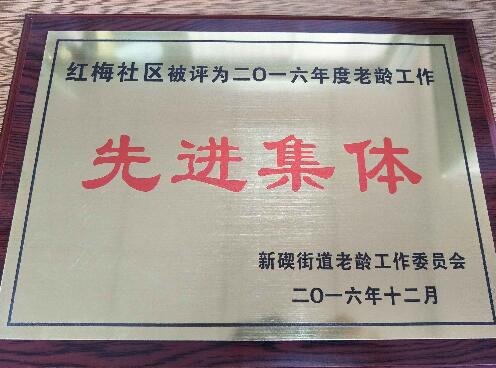 红梅社区被评为二〇一六年度老龄工作
先进集体
新碶街道老龄工作委员会
二〇一六年十二月